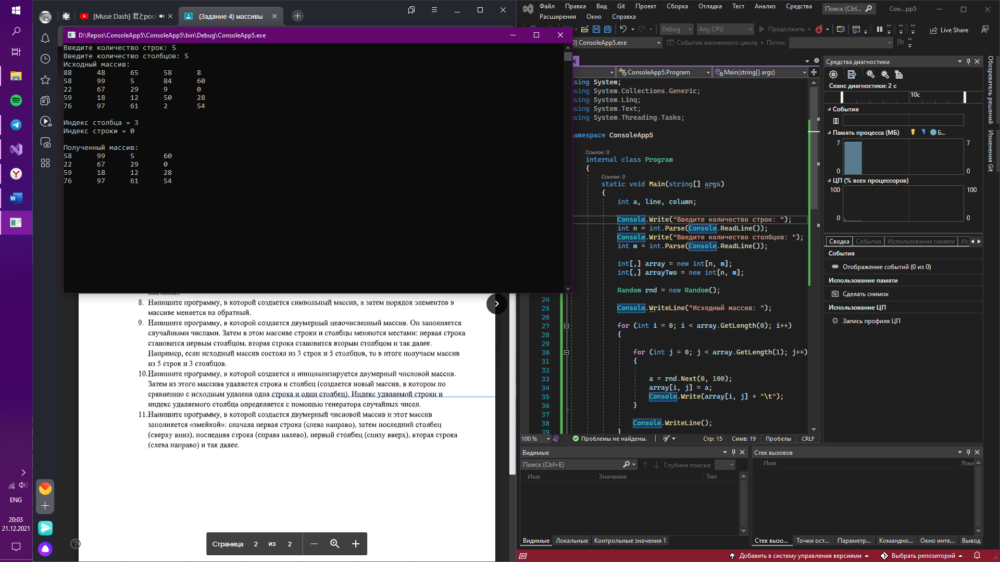 [Muse Dash] 君とpoo
(Задание 4) массивы
D:\Repos\ConsoleApp5\ConsoleApp5\bin\Debug\ConsoleApp5.exe
Введите количество строк: 5
Введите количество столбцов: 5
Исходный массив:
88 48 65 58 8
58 99 5 84 60
22 67 29 9 0
59 18 12 50 28
76 97 61 2 54
Индекс столбца = 3
Индекс строки = 0
Полученный массив:
58 99 5 60
22 67 29 0
59 18 12 28
76 97 61 54
8. Напишите программу, в которой создается символьный массив, а затем порядок элементов в
массиве меняется на обратный.
9. Напишите программу, в которой создается двумерный целочисленный массив. Он заполняется
случайными числами. Затем в этом массиве строки и столбцы меняются местами: первая строка
становится первым столбцом, вторая строка становится вторым столбцом и так далее.
Например, если исходный массив состоял из 3 строк и 5 столбцов, то в итоге получаем массив
из 5 строк и 3 столбцов.
10. Напишите программу, в которой создается и инициализируется двумерный числовой массив.
Затем из этого массива удаляется строка и столбец (создается новый массив, в котором по
сравнению с исходным удалена одна строка и один столбец). Индекс удаляемой строки и
индекс удаляемого столбца определяется с помощью генератора случайных чисел.
11. Напишите программу, в которой создается двумерный числовой массив и этот массив
заполняется «змейкой»: сначала первая строка (слева направо), затем последний столбец
(сверху вниз), последняя строка (справа налево), первый столбец (снизу вверх), вторая строка
(слева направо) и так далее.
Страница 2 из 2
ENG
20:03
21.12.2021
Файл Правка Вид Git Проект Сборка Отладка Тест Анализ Средства
Расширения Окно Справка
Поиск (Ctrl...
Con...pp5
Debug Any CPU Продолжить
Live Share
0] ConsoleApp5.exe События жизненного цикла Поток:
ConsoleApp5.Program Main(string[] args)
sing System;
sing System.Collections.Generic;
sing System.Linq;
sing System.Text;
sing System.Threading.Tasks;
amespace ConsoleApp5
Ссылок: 0
internal class Program
{
Ссылок: 0
static void Main(string[] args)
{
int a, line, column;
Console.Write("Введите количество строк: ");
int n = int.Parse(Console.ReadLine());
Console.Write("Введите количество столбцов: ");
int m = int.Parse(Console.ReadLine());
int[,] array = new int[n, m];
int[,] arrayTwo = new int[n, m];
Random rnd = new Random();
24
25 Console.WriteLine("Исходный массив: ");
26
27 for (int i = 0; i < array.GetLength(0); i++)
28 {
29
30 for (int j = 0; j < array.GetLength(1); j++)
31 {
32
33 a = rnd.Next(0, 100);
34 array[i, j] = a;
35 Console.Write(array[i, j] + "\t");
36 }
37
38 Console.WriteLine();
39 }
100 % Проблемы не найдены. Стр: 15 Симв: 19 Пробелы CRLF
Средства диагностики
Сеанс диагностики: 2 с
10с
События
Память процесса (МБ) Б...
7 7
0 0
ЦП (% всех процессоров)
100 100
0 0
Сводка События Использование памяти Ис
События
Отображение событий (0 из 0)
Использование памяти
Сделать снимок
Использование ЦП
Запись профиля ЦП
Обозреватель решений
Изменения Git
Видимые
Поиск (Ctrl+E) Глубина поиска:
Имя Значение Тип
Видимые Локальные Контрольные значения 1
Стек вызовов
Имя Язык
Стек вызо... Точки ост... Параметр... Командно... Окно инте... Вывод
Добавить в систему управления версиями Выбрать репозиторий